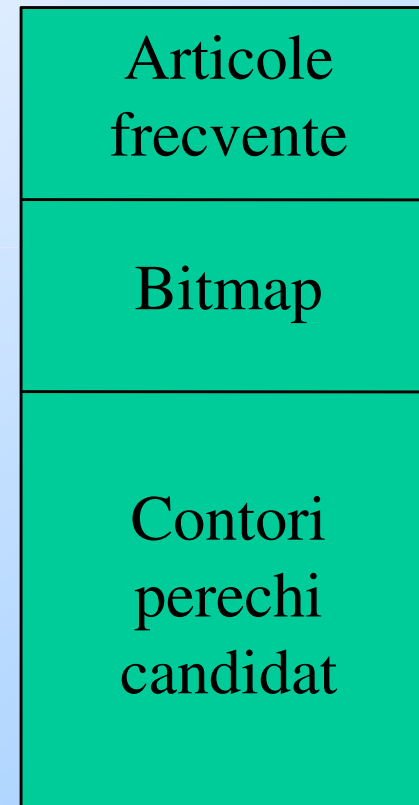 Articole
frecvente
Bitmap
Contori
perechi
candidat